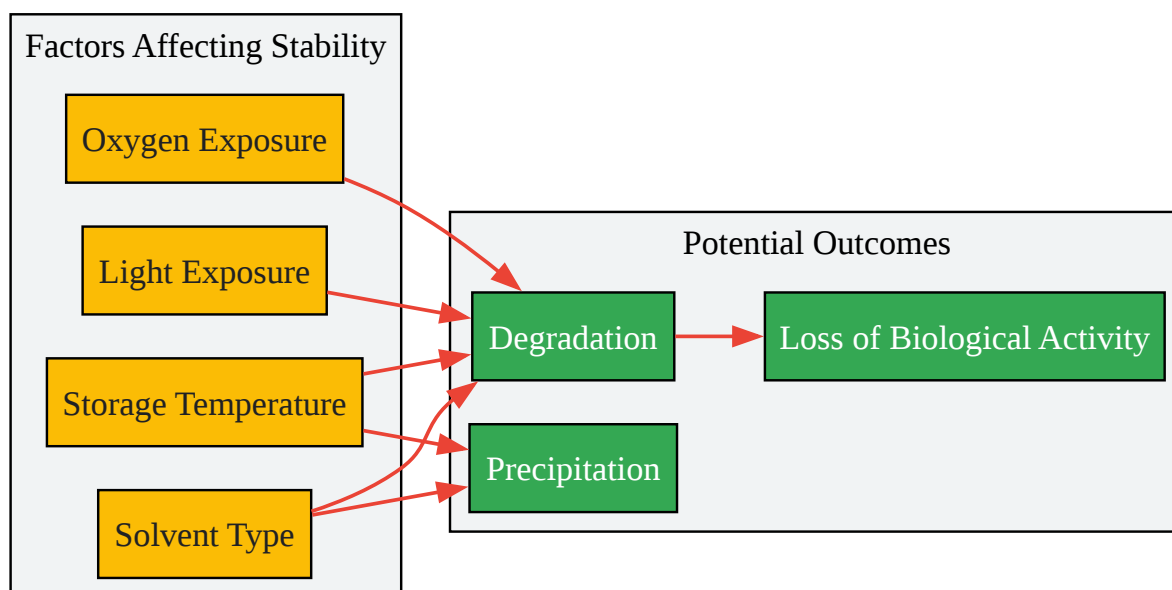 Factors Affecting Stability
Oxygen Exposure
Light Exposure
Storage Temperature
Solvent Type
Potential Outcomes
Degradation
Loss of Biological Activity
Precipitation